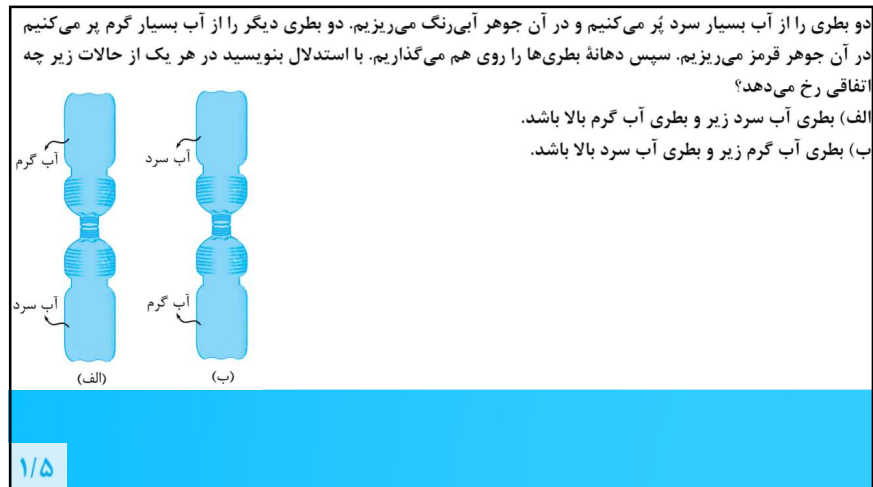 دو بطری را از آب بسیار سرد پُر می‌کنیم و در آن جوهر آبی‌رنگ می‌ریزیم. دو بطری دیگر را از آب بسیار گرم پر می‌کنیم
در آن جوهر قرمز می‌ریزیم. سپس دهانهٔ بطری‌ها را روی هم می‌گذاریم. با استدلال بنویسید در هر یک از حالات زیر چه
اتفاقی رخ می‌دهد؟
الف) بطری آب سرد زیر و بطری آب گرم بالا باشد.
ب) بطری آب گرم زیر و بطری آب سرد بالا باشد.
آب سرد
آب گرم
آب گرم
آب سرد
(ب)
(الف)
۱/۵